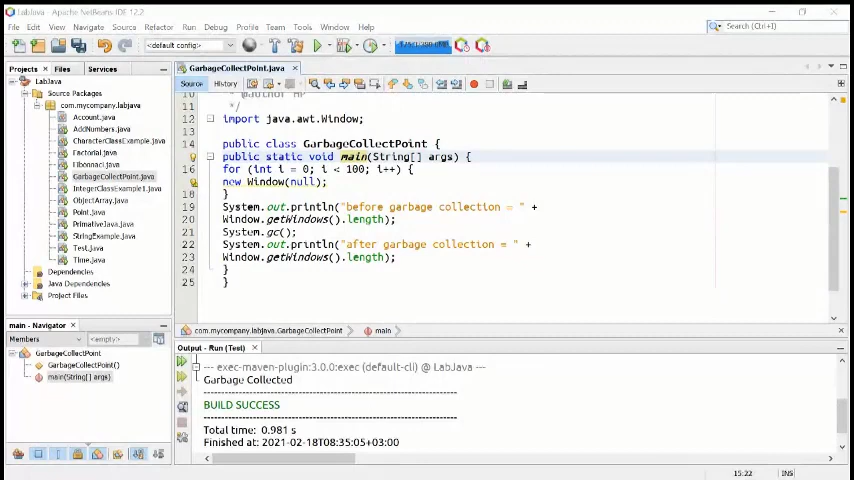 LabJava - Apache NetBeans IDE 12.2
File Edit View Navigate Source Refactor Run Debug Profile Team Tools Window Help
Search (Ctrl+I)
<default config>
Projects Files Services
GarbageCollectPoint.java
LabJava
Source Packages
com.mycompany.labjava
Account.java
AddNumbers.java
CharacterClassExample.java
Factorial.java
Fibonnaci.java
GarbageCollectPoint.java
IntegerClassExample1.java
ObjectArray.java
Point.java
PrimativeJava.java
StringExample.java
Test.java
Time.java
Dependencies
Java Dependencies
Project Files
Source History
10 * @author HP
11 */
12 import java.awt.Window;
13
14 public class GarbageCollectPoint {
public static void main(String[] args) {
16 for (int i = 0; i < 100; i++) {
new Window(null);
18 }
19 System.out.println("before garbage collection = " +
20 Window.getWindows().length);
21 System.gc();
22 System.out.println("after garbage collection = " +
23 Window.getWindows().length);
24 }
25 }
com.mycompany.labjava.GarbageCollectPoint main
main - Navigator
Members <empty>
GarbageCollectPoint
GarbageCollectPoint()
main(String[] args)
Output - Run (Test)
--- exec-maven-plugin:3.0.0:exec (default-cli) @ LabJava ---
Garbage Collected
------------------------------------------------------------------------
BUILD SUCCESS
------------------------------------------------------------------------
Total time: 0.981 s
Finished at: 2021-02-18T08:35:05+03:00
15:22 INS